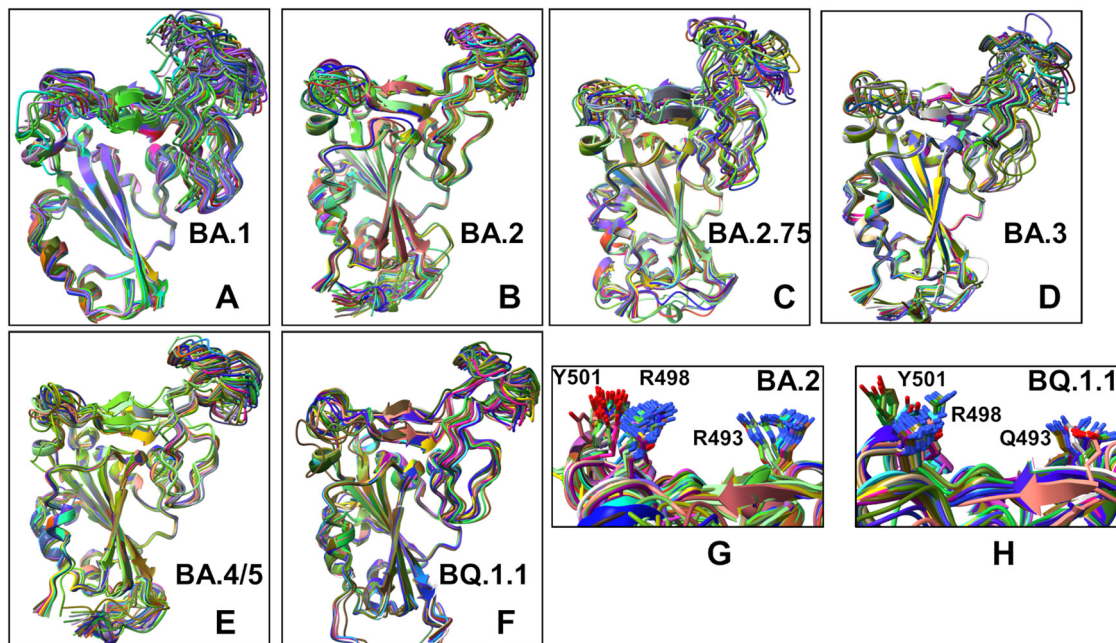 BA.1
A
BA.2
B
BA.2.75
C
BA.3
D
BA.4/5
E
BQ.1.1
F
Y501 R498 BA.2
R493
G
Y501 BQ.1.1
R498
Q493
H